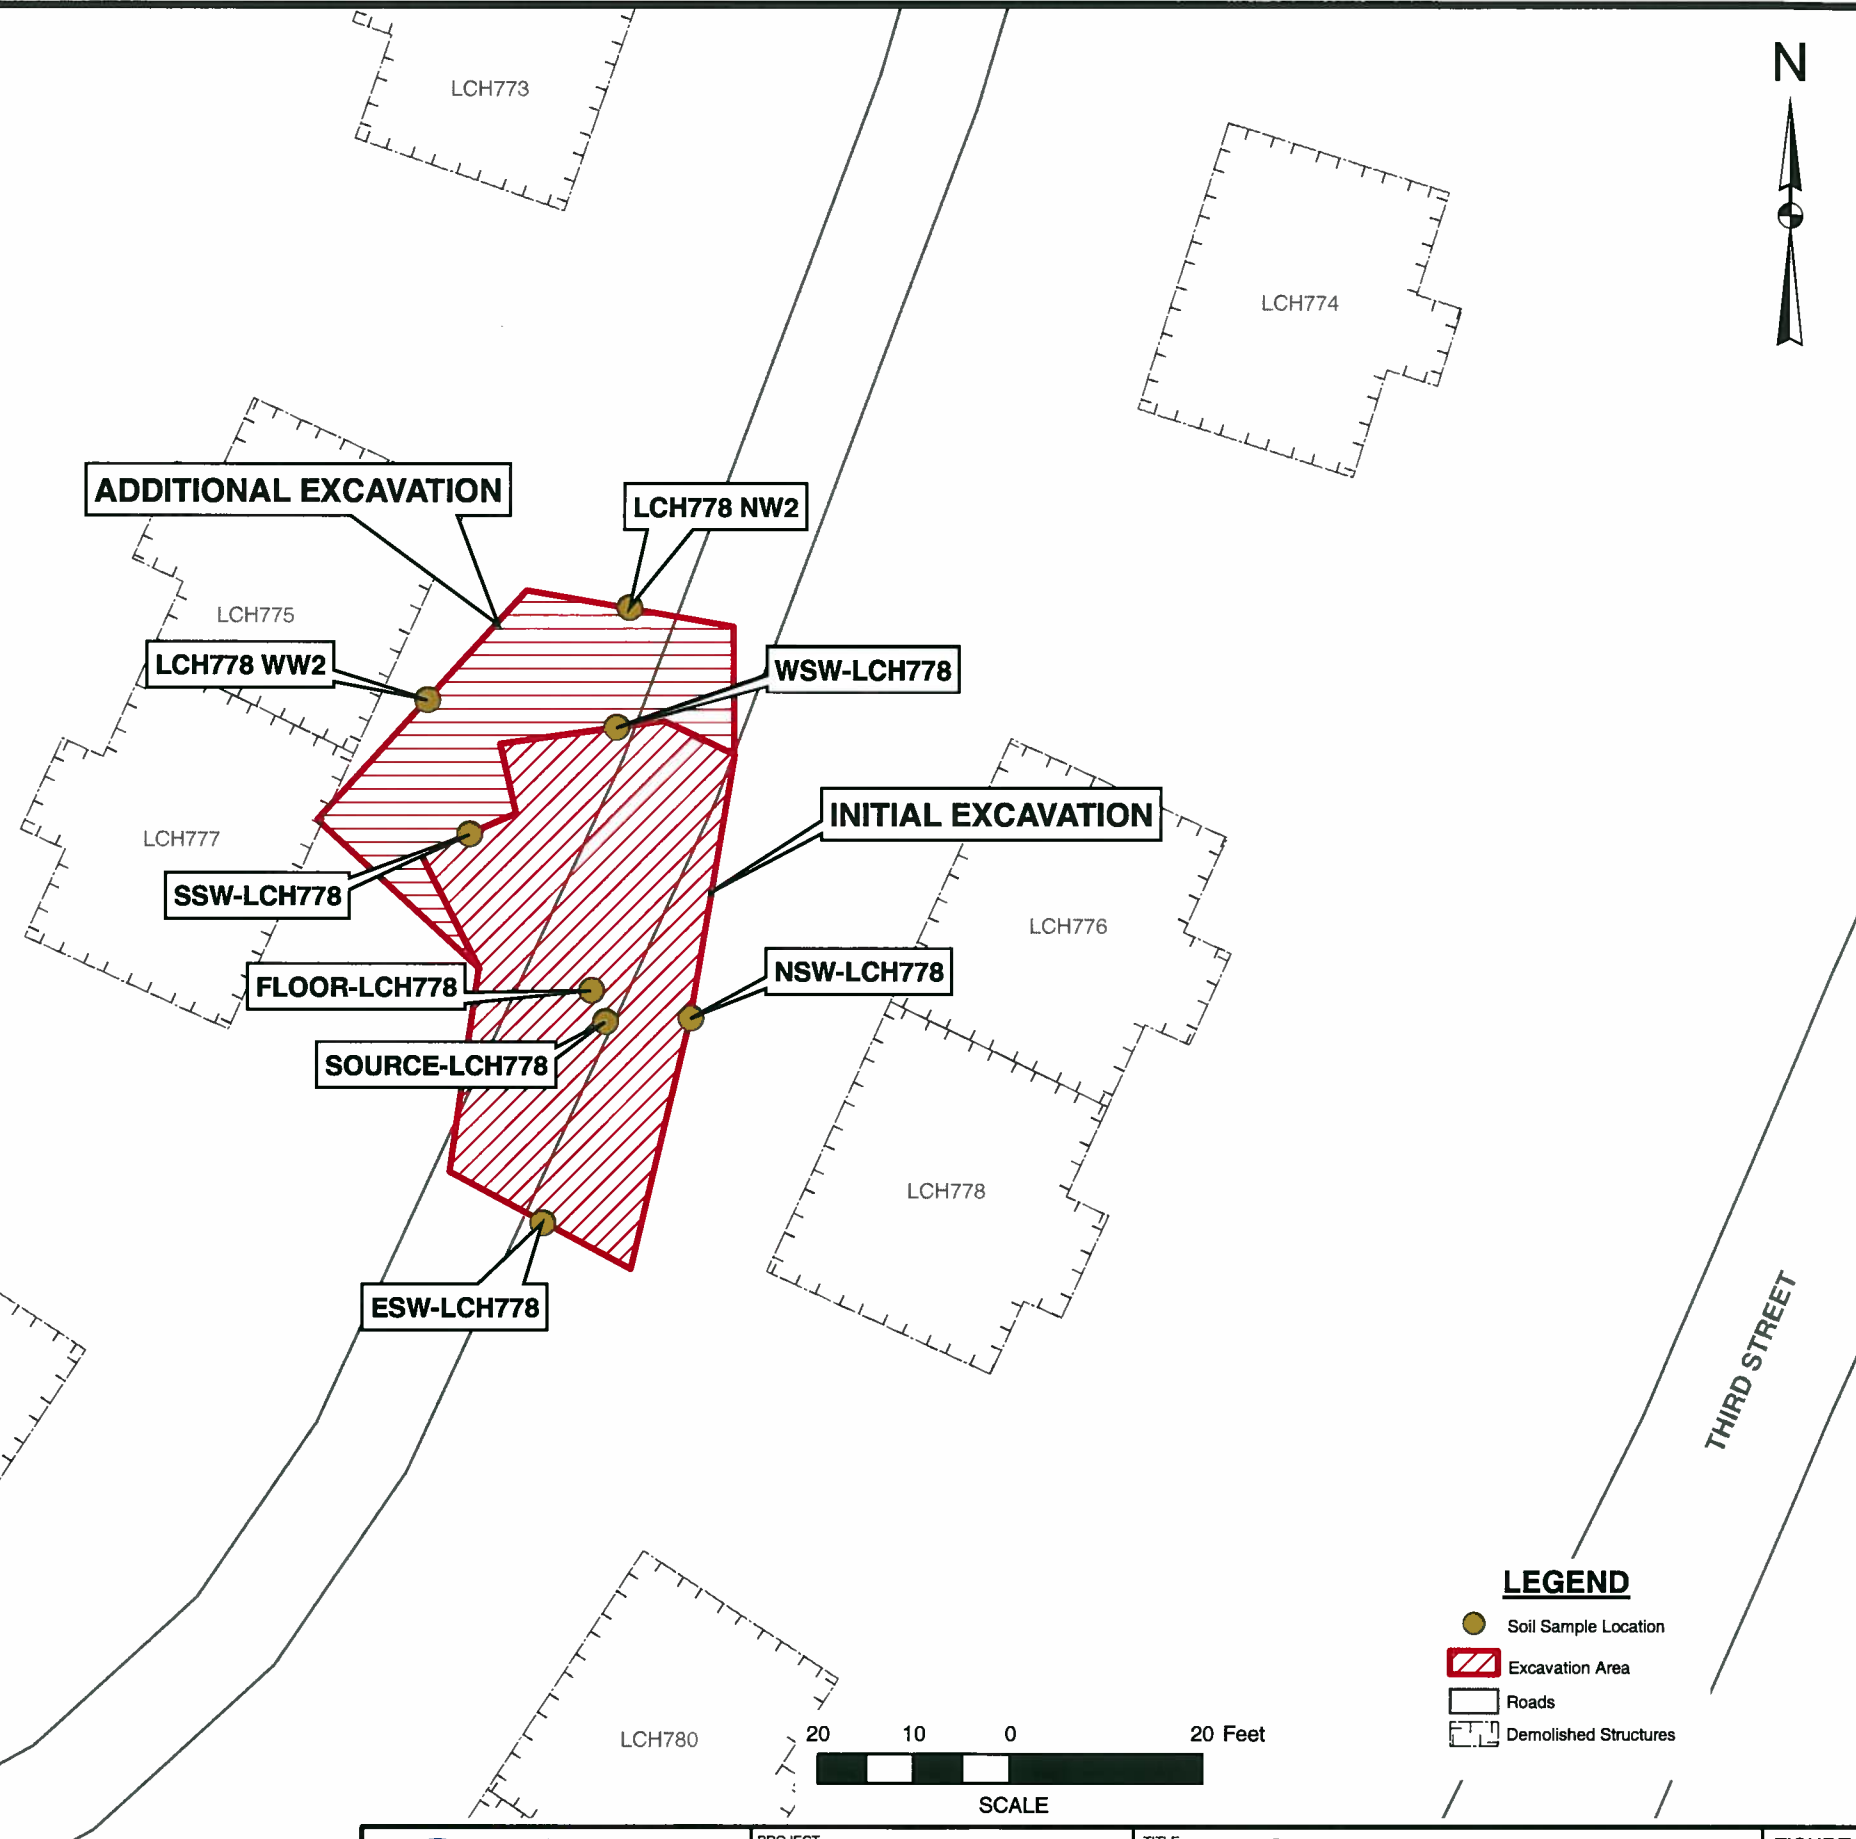 LCH773
N
LCH774
ADDITIONAL EXCAVATION
LCH778 NW2
LCH775
LCH778 WW2
WSW-LCH778
INITIAL EXCAVATION
LCH777
SSW-LCH778
LCH776
FLOOR-LCH778
NSW-LCH778
SOURCE-LCH778
LCH778
ESW-LCH778
THIRD STREET
LEGEND
Soil Sample Location
Excavation Area
Roads
Demolished Structures
LCH780
20 10 0 20 Feet
SCALE